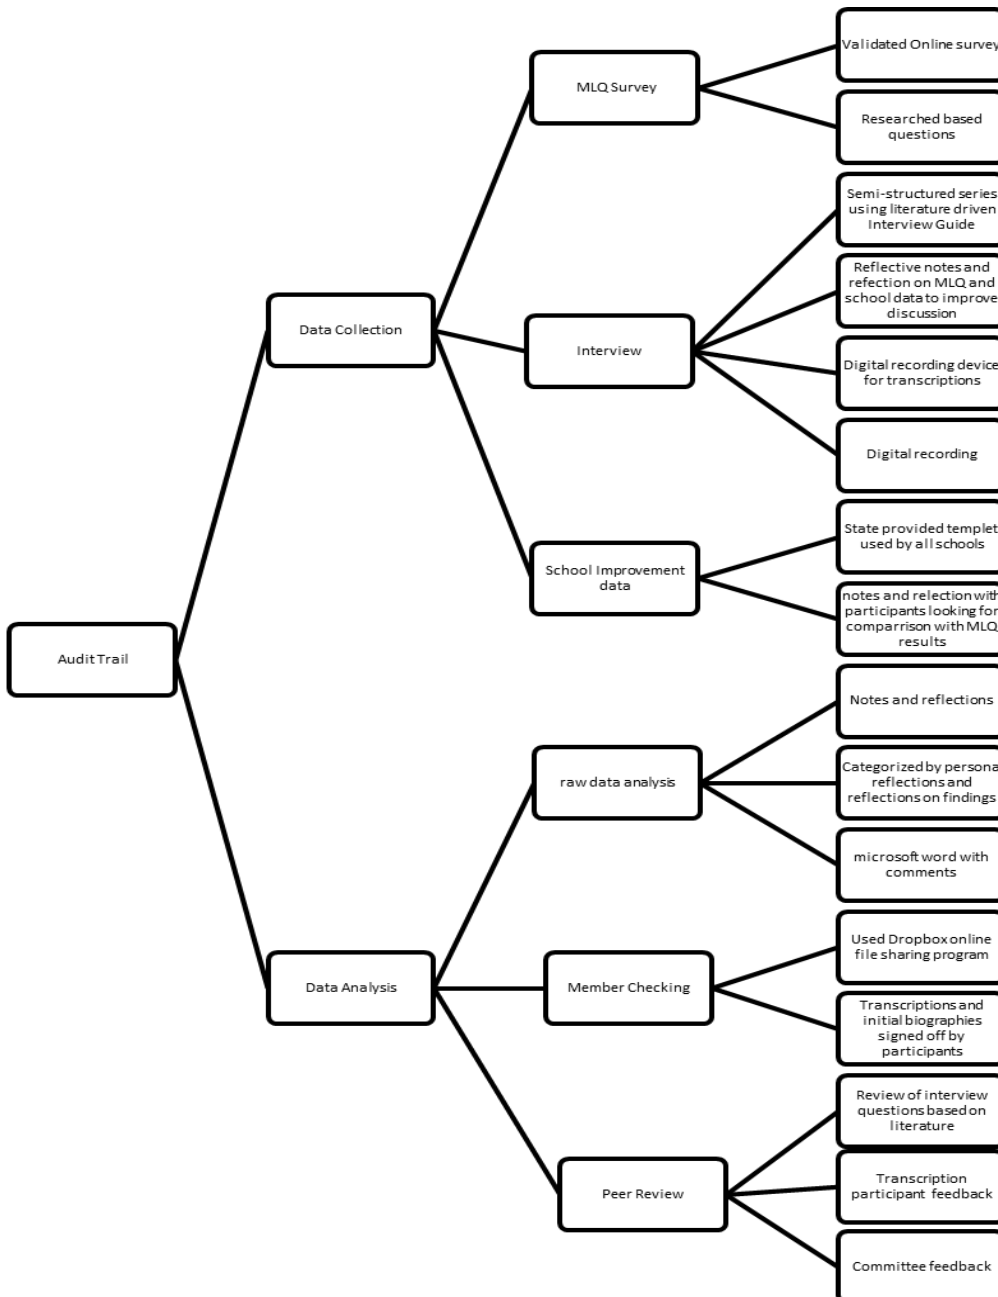 Validated Online survey
MLQ Survey
Researched based
questions
Semi-structured series
using literature driven
Interview Guide
Reflective notes and
refection on MLQ and
school data to improve
discussion
Data Collection
Interview
Digital recording device
for transcriptions
Digital recording
State provided templet
used by all schools
School Improvement
data
notes and relection with
participants looking for
comparrison with MLQ
results
Audit Trail
Notes and reflections
raw data analysis
Categorized by persona
reflections and
reflections on findings
microsoft word with
comments
Used Dropbox online
file sharing program
Data Analysis
Member Checking
Transcriptions and
initial biographies
signed off by
participants
Review of interview
questions based on
literature
Peer Review
Transcription
participant feedback
Committee feedback